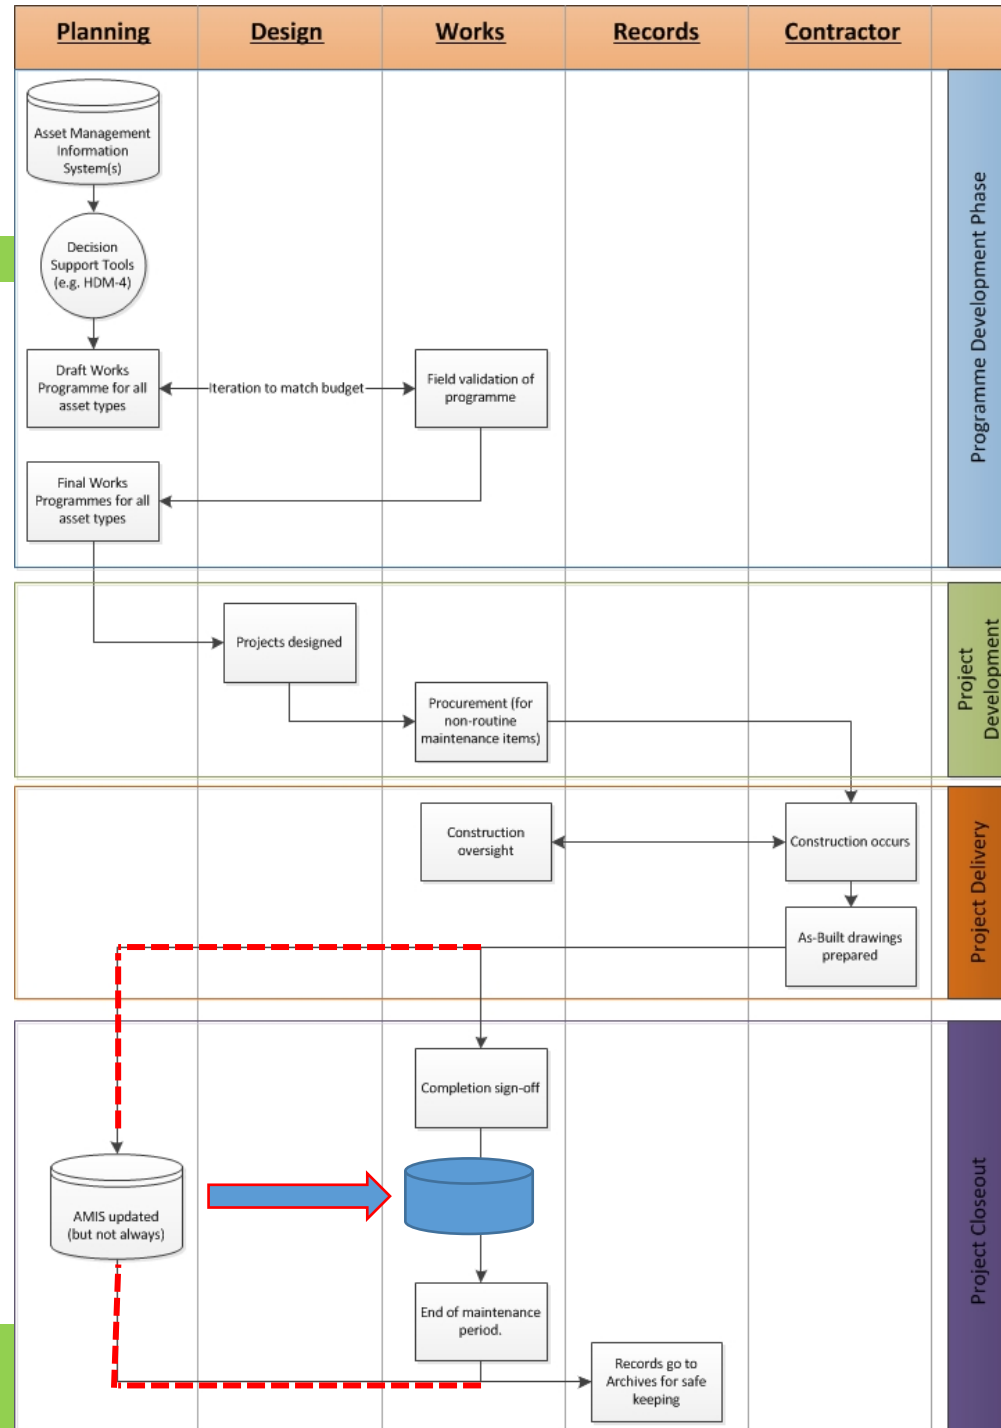 Planning
Design
Works
Records
Contractor
Asset Management
Information
System(s)
Decision
Support Tools
(e.g. HDM-4)
Draft Works
Programme for all
asset types
Iteration to match budget
Field validation of
programme
Final Works
Programmes for all
asset types
Programme Development Phase
Projects designed
Procurement (for
non-routine
maintenance items)
Project
Development
Construction
oversight
Construction occurs
As-Built drawings
prepared
Project Delivery
Completion sign-off
AMIS updated
(but not always)
End of maintenance
period.
Records go to
Archives for safe
keeping
Project Closeout